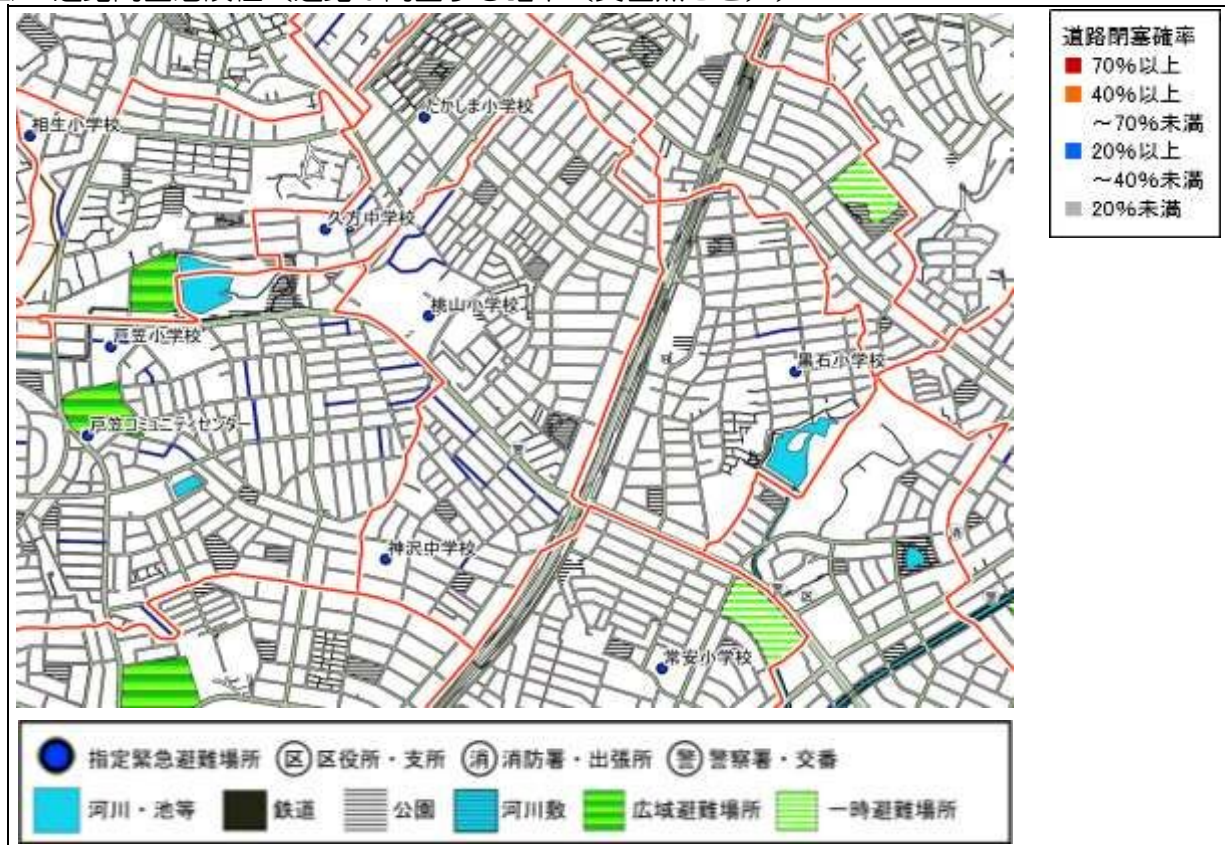 道路閉塞確率
70%以上
40%以上
～70%未満
20%以上
～40%未満
20%未満
相生小学校
たかしま小学校
久方中学校
桃山小学校
戸笠小学校
黒石小学校
戸笠コミュニティセンター
神沢中学校
区
消
常安小学校
指定緊急避難場所 区 区役所・支所 消 消防署・出張所 警 警察署・交番
河川・池等 鉄道 公園 河川敷 広域避難場所 一時避難場所